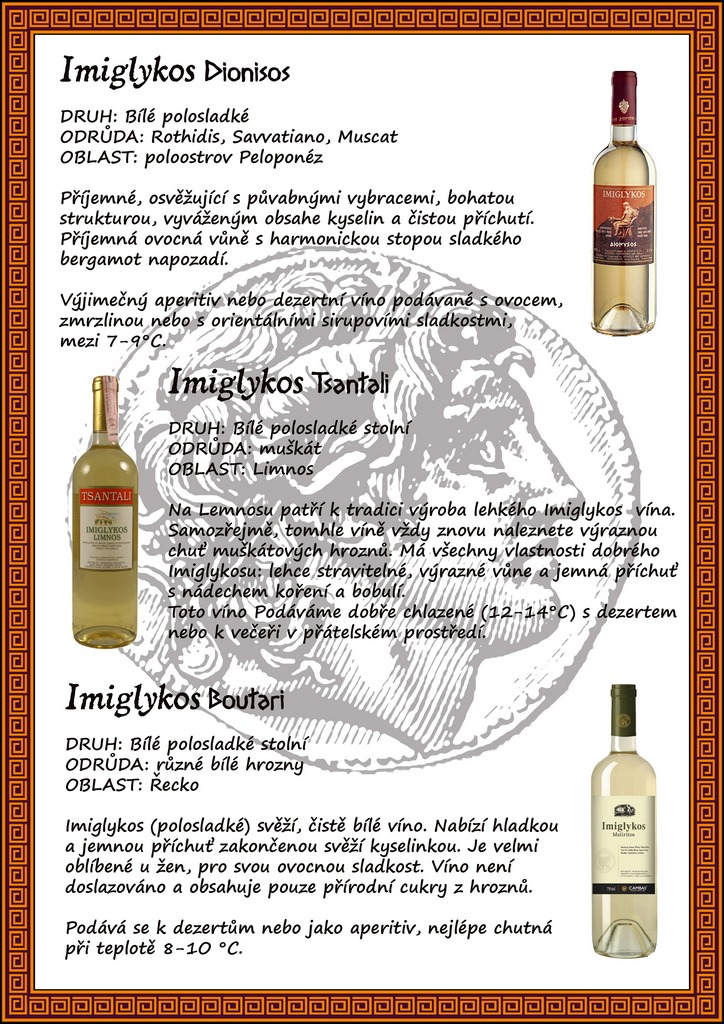 Imiglykos Dionisos
DRUH: Bílé polosladké
ODRŮDA: Rothidis, Savvatiano, Muscat
OBLAST: poloostrov Peloponéz
Příjemné, osvěžující s půvabnými vybracemi, bohatou
strukturou, vyváženým obsahe kyselin a čistou příchutí.
Příjemná ovocná vůně s harmonickou stopou sladkého
bergamot napozadí.
Výjimečný aperitiv nebo dezertní víno podávané s ovocem,
zmrzlinou nebo s orientálními sirupovími sladkostmi,
mezi 7-9°C.
IMIGLYKOS
ΔIONYSOS
Imiglykos Tsantali
DRUH: Bílé polosladké stolní
ODRŮDA: muškát
OBLAST: Limnos
Na Lemnosu patří k tradici výroba lehkého Imiglykos vína.
Samozřejmě, tomhle víně vždy znovu naleznete výraznou
chuť muškátových hroznů. Má všechny vlastnosti dobrého
Imiglykosu: lehce stravitelné, výrazné vůne a jemná příchuť
s nádechem koření a bobulí.
Toto víno Podáváme dobře chlazené (12-14°C) s dezertem
nebo k večeři v přátelském prostředí.
TSANTALI
IMIGLYKOS
LIMNOS
Imiglykos Boutari
DRUH: Bílé polosladké stolní
ODRŮDA: různé bílé hrozny
OBLAST: Řecko
Imiglykos (polosladké) svěží, čistě bílé víno. Nabízí hladkou
a jemnou příchuť zakončenou svěží kyselinkou. Je velmi
oblíbené u žen, pro svou ovocnou sladkost. Víno není
doslazováno a obsahuje pouze přírodní cukry z hroznů.
Podává se k dezertům nebo jako aperitiv, nejlépe chutná
při teplotě 8-10 °C.
Imiglykos
Meliritos
750ml CAMBAS